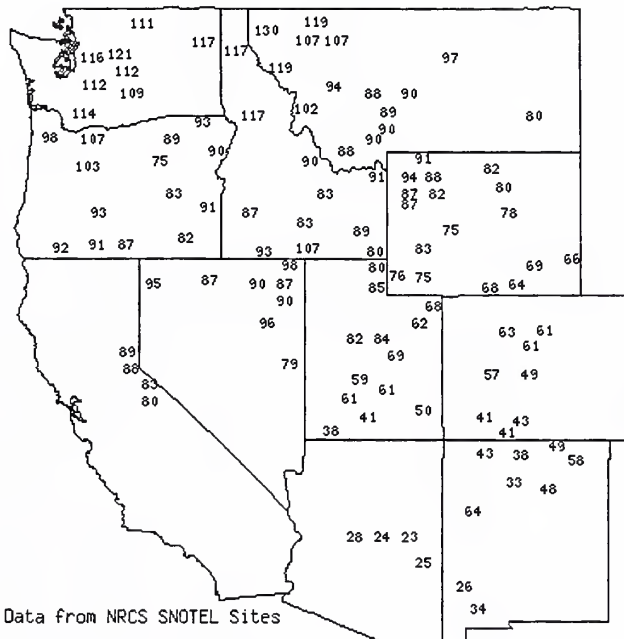 111 130 119
117 107 107
116 121 117 97
112 119
112 109 94 88 90
114 93 117 102 89 80
98 107 89 90
103 75 90 90 88 91
91 94 88 82
83 83 87 82 80
93 91 87 87 78
83 75
92 91 87 82 93 107 89 80 83
98 80 76 75 69 66
95 87 90 87 85 68 64
90 68
96 62
82 84 63 61
89 79 69 61
88
83 59 57 49
80 61 61
41 50 41 43
38 41
43 38 49 58
33 48
64
28 24 23
25
26
Data from NRCS SNOTEL Sites 34